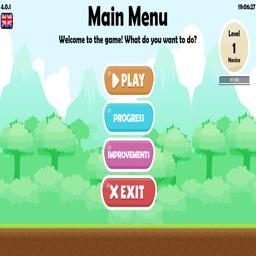 4.0.1
Main Menu
19:06:27
Welcome to the game! What do you want to do?
Level
1
Novice
PLAY
PROGRESS
IMPROVEMENTS
EXIT